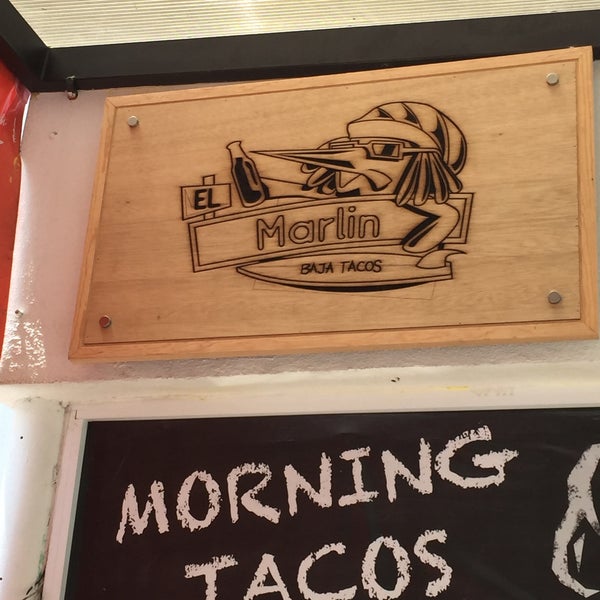 EL
Marlin
BAJA TACOS
MORNING
TACOS